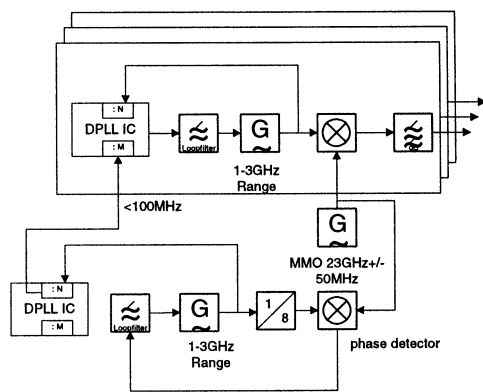 : N
DPLL IC
: M
Loopfilter
G
1-3GHz
Range
<100MHz
G
MMO 23GHz+/-
50MHz
: N
DPLL IC
: M
Loopfilter
G
1-3GHz
Range
1
8
phase detector